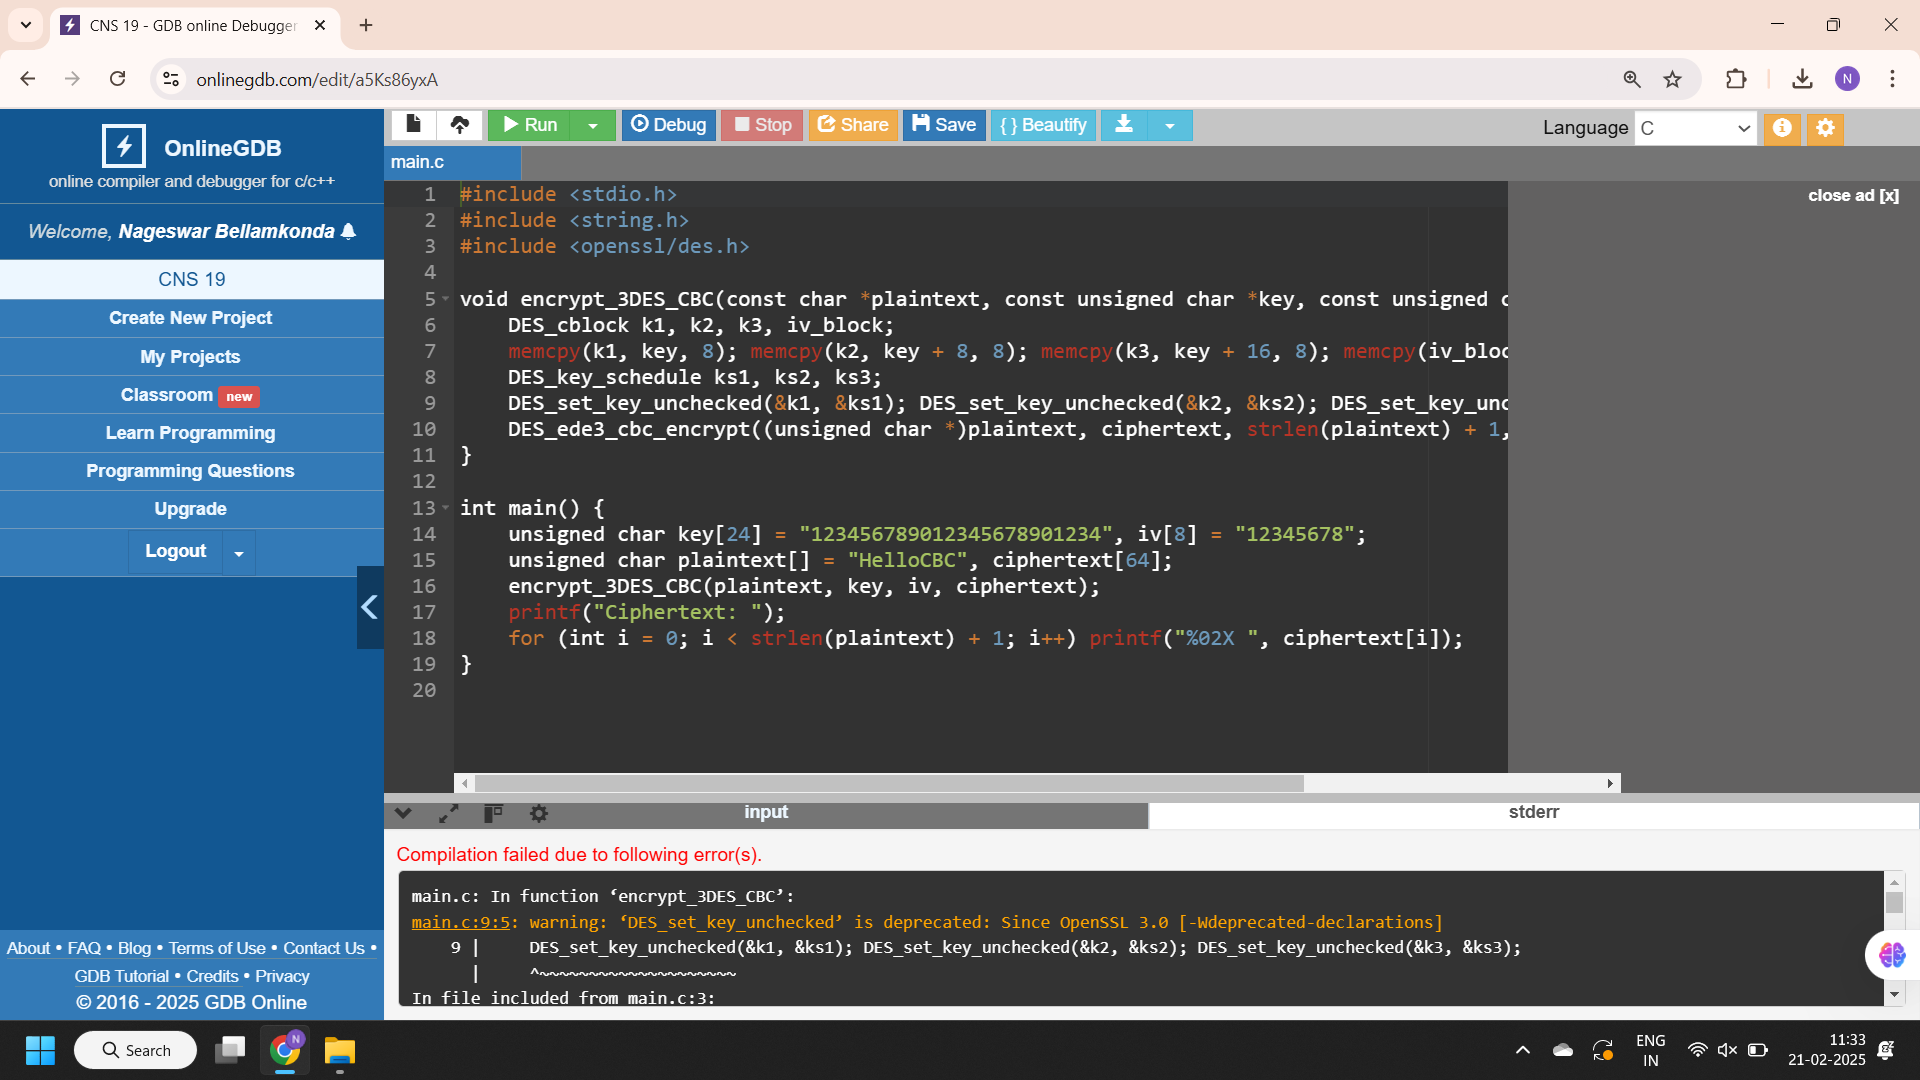 CNS 19 - GDB online Debugger
onlinegdb.com/edit/a5Ks86yxA
N
OnlineGDB
online compiler and debugger for c/c++
Welcome, Nageswar Bellamkonda
CNS 19
Create New Project
My Projects
Classroom new
Learn Programming
Programming Questions
Upgrade
Logout
About • FAQ • Blog • Terms of Use • Contact Us •
GDB Tutorial • Credits • Privacy
© 2016 - 2025 GDB Online
Run Debug Stop Share Save { } Beautify
Language C
main.c
close ad [x]
1 #include <stdio.h>
2 #include <string.h>
3 #include <openssl/des.h>
4
5 void encrypt_3DES_CBC(const char *plaintext, const unsigned char *key, const unsigned c
6 DES_cblock k1, k2, k3, iv_block;
7 memcpy(k1, key, 8); memcpy(k2, key + 8, 8); memcpy(k3, key + 16, 8); memcpy(iv_bloc
8 DES_key_schedule ks1, ks2, ks3;
9 DES_set_key_unchecked(&k1, &ks1); DES_set_key_unchecked(&k2, &ks2); DES_set_key_unc
10 DES_ede3_cbc_encrypt((unsigned char *)plaintext, ciphertext, strlen(plaintext) + 1,
11 }
12
13 int main() {
14 unsigned char key[24] = "123456789012345678901234", iv[8] = "12345678";
15 unsigned char plaintext[] = "HelloCBC", ciphertext[64];
16 encrypt_3DES_CBC(plaintext, key, iv, ciphertext);
17 printf("Ciphertext: ");
18 for (int i = 0; i < strlen(plaintext) + 1; i++) printf("%02X ", ciphertext[i]);
19 }
20
input
stderr
Compilation failed due to following error(s).
main.c: In function ‘encrypt_3DES_CBC’:
main.c:9:5: warning: ‘DES_set_key_unchecked’ is deprecated: Since OpenSSL 3.0 [-Wdeprecated-declarations]
9 | DES_set_key_unchecked(&k1, &ks1); DES_set_key_unchecked(&k2, &ks2); DES_set_key_unchecked(&k3, &ks3);
| ^~~~~~~~~~~~~~~~~~~~~
In file included from main.c:3:
Search
N
ENG
IN
11:33
21-02-2025